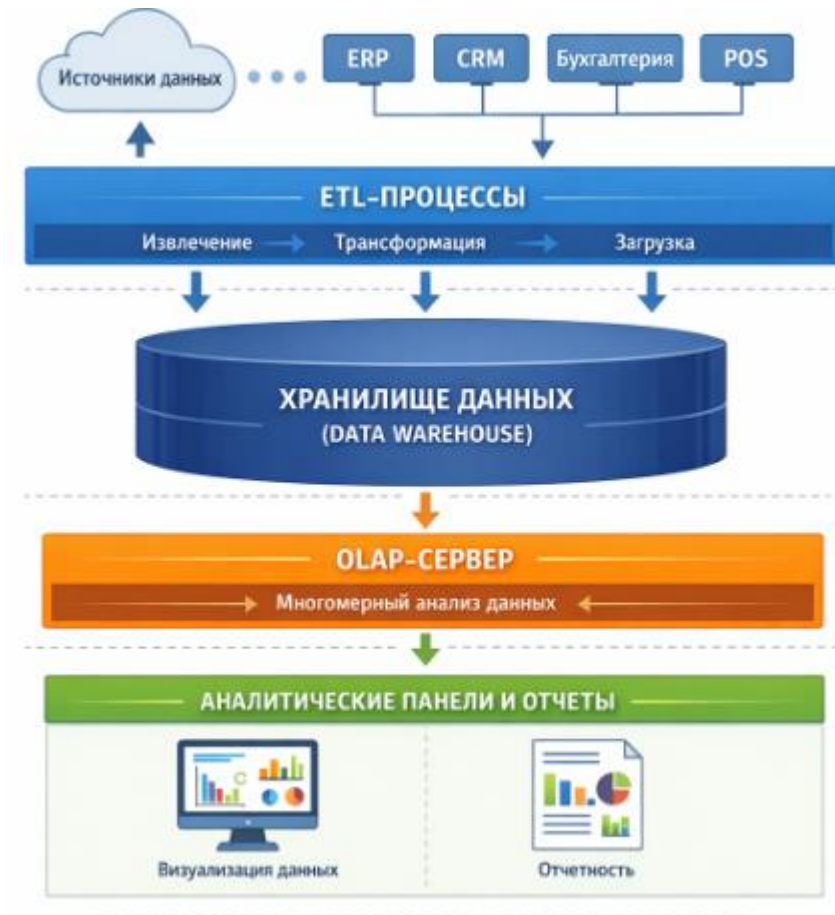 Источники данных
ERP
CRM
Бухгалтерия
POS
ETL-ПРОЦЕССЫ
Извлечение
Трансформация
Загрузка
ХРАНИЛИЩЕ ДАННЫХ
(DATA WAREHOUSE)
OLAP-СЕРВЕР
Многомерный анализ данных
АНАЛИТИЧЕСКИЕ ПАНЕЛИ И ОТЧЕТЫ
Визуализация данных
Отчетность